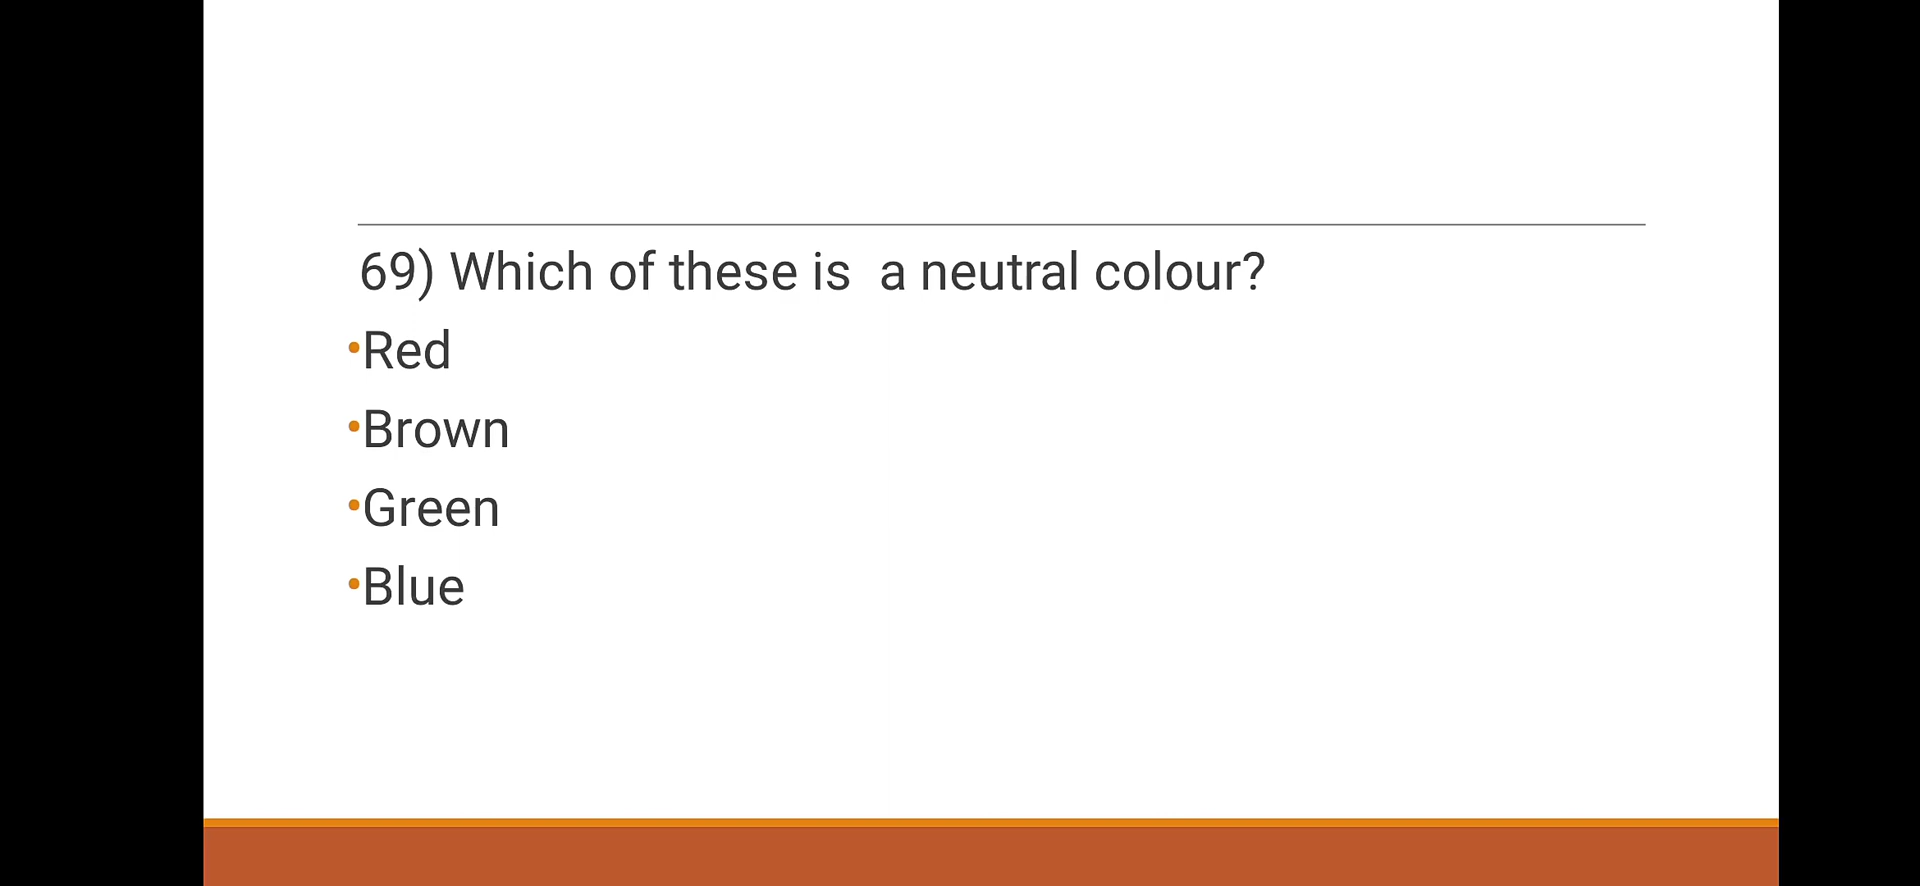 69) Which of these is  a neutral colour?
•Red
•Brown
•Green
•Blue